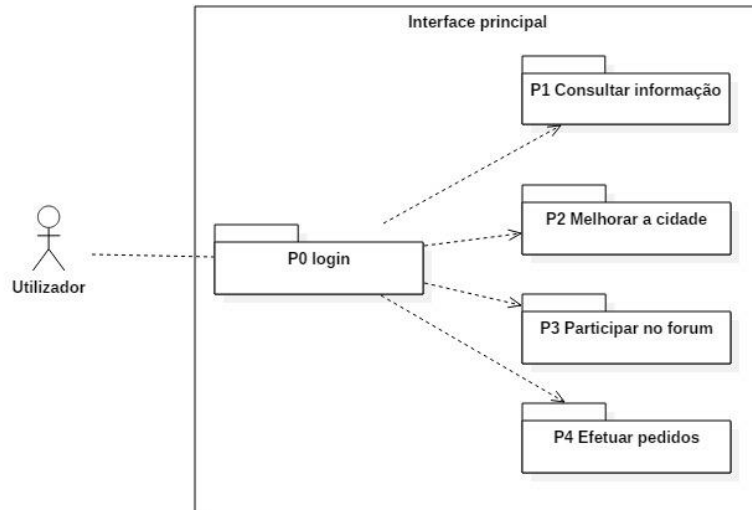 Interface principal
P1 Consultar informação
P2 Melhorar a cidade
P0 login
Utilizador
P3 Participar no forum
P4 Efetuar pedidos